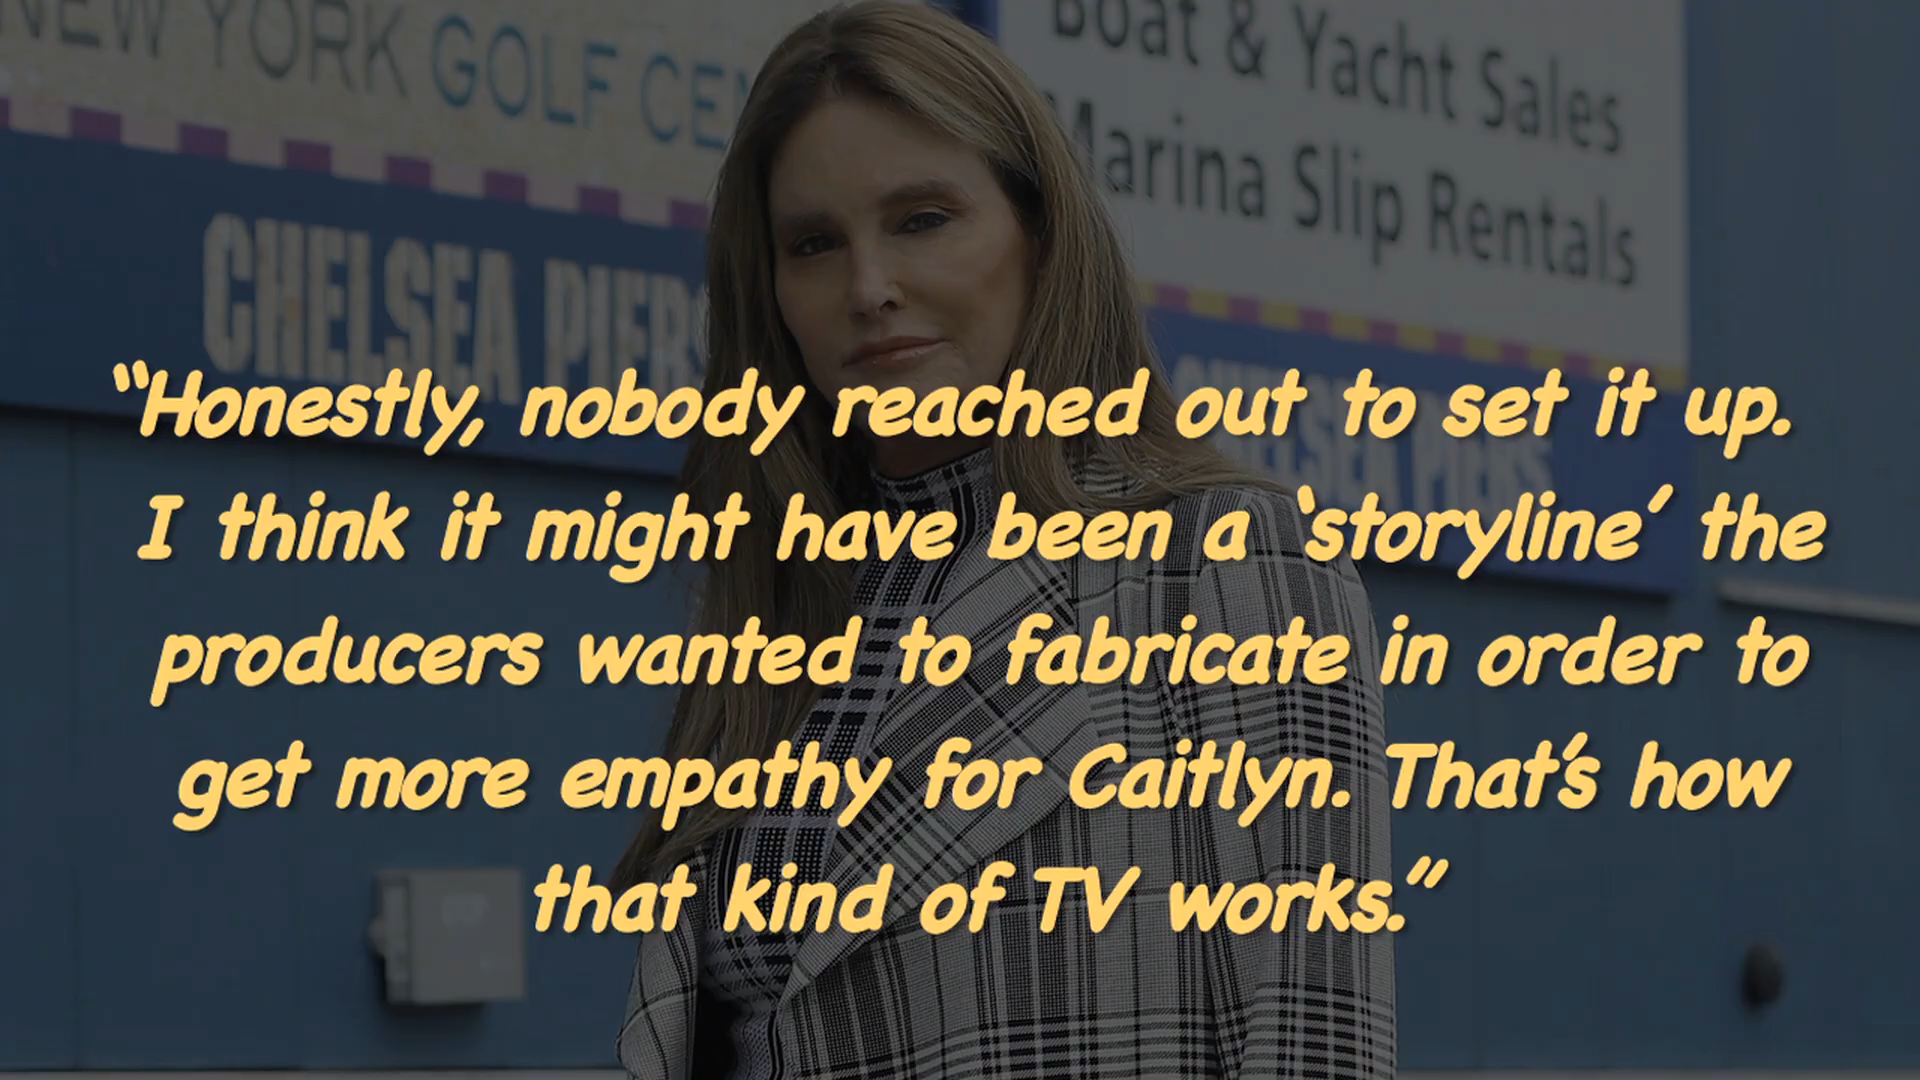 NEW YORK GOLF CEN
Boat & Yacht Sales
Marina Slip Rentals
CHELSEA PIERS
CHELSEA PIERS
“Honestly, nobody reached out to set it up.
I think it might have been a ‘storyline’ the
producers wanted to fabricate in order to
get more empathy for Caitlyn. That’s how
that kind of TV works.”